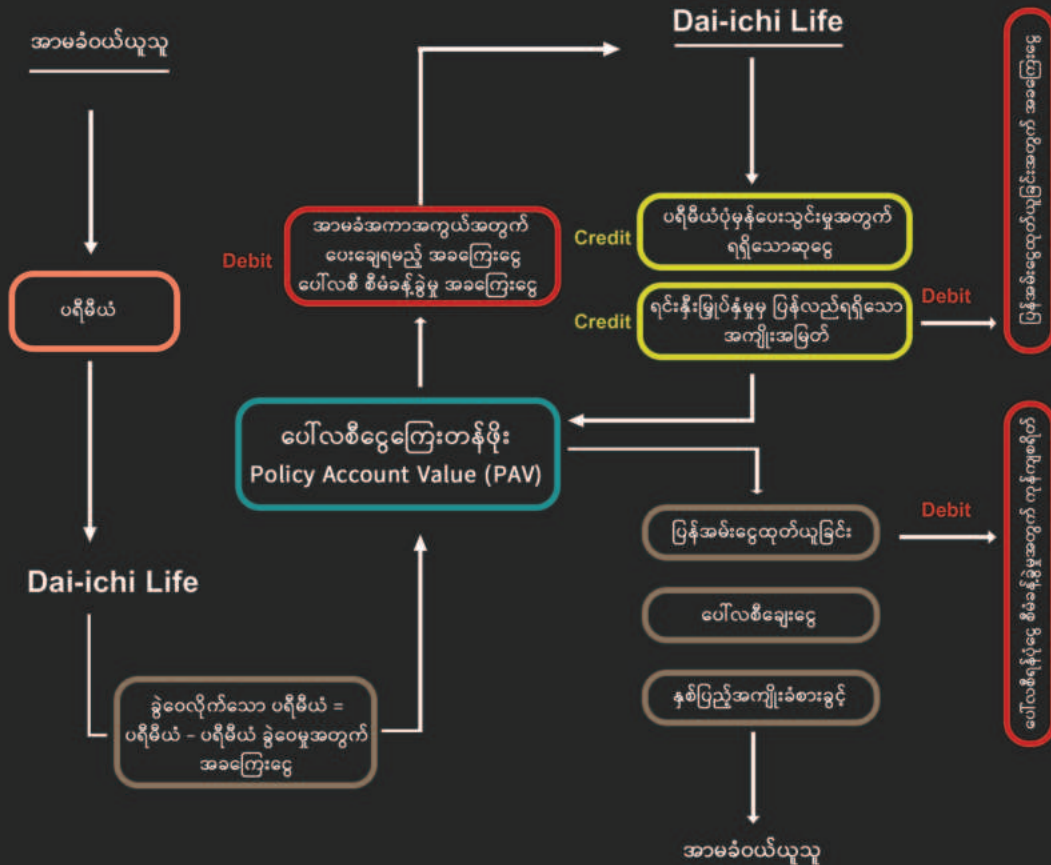 အာမခံဝယ်ယူသူ
ပရီမီယံ
Dai-ichi Life
ခွဲဝေလိုက်သော ပရီမီယံ =
ပရီမီယံ – ပရီမီယံ ခွဲဝေမှုအတွက်
အခကြေးငွေ
ပေါ်လစီငွေကြေးတန်ဖိုး
Policy Account Value (PAV)
Debit
အာမခံအကာအကွယ်အတွက်
ပေးချေရမည့် အခကြေးငွေ
ပေါ်လစီ စီမံခန့်ခွဲမှု အခကြေးငွေ
Dai-ichi Life
Credit
ပရီမီယံပုံမှန်ပေးသွင်းမှုအတွက်
ရရှိသောဆုငွေ
Credit
ရင်းနှီးမြှုပ်နှံမှုမှ ပြန်လည်ရရှိသော
အကျိုးအမြတ်
Debit
ပြန်အမ်းငွေထုတ်ယူခြင်း
Debit
ပေါ်လစီချေးငွေ
နှစ်ပြည့်အကျိုးခံစားခွင့်
အာမခံဝယ်ယူသူ